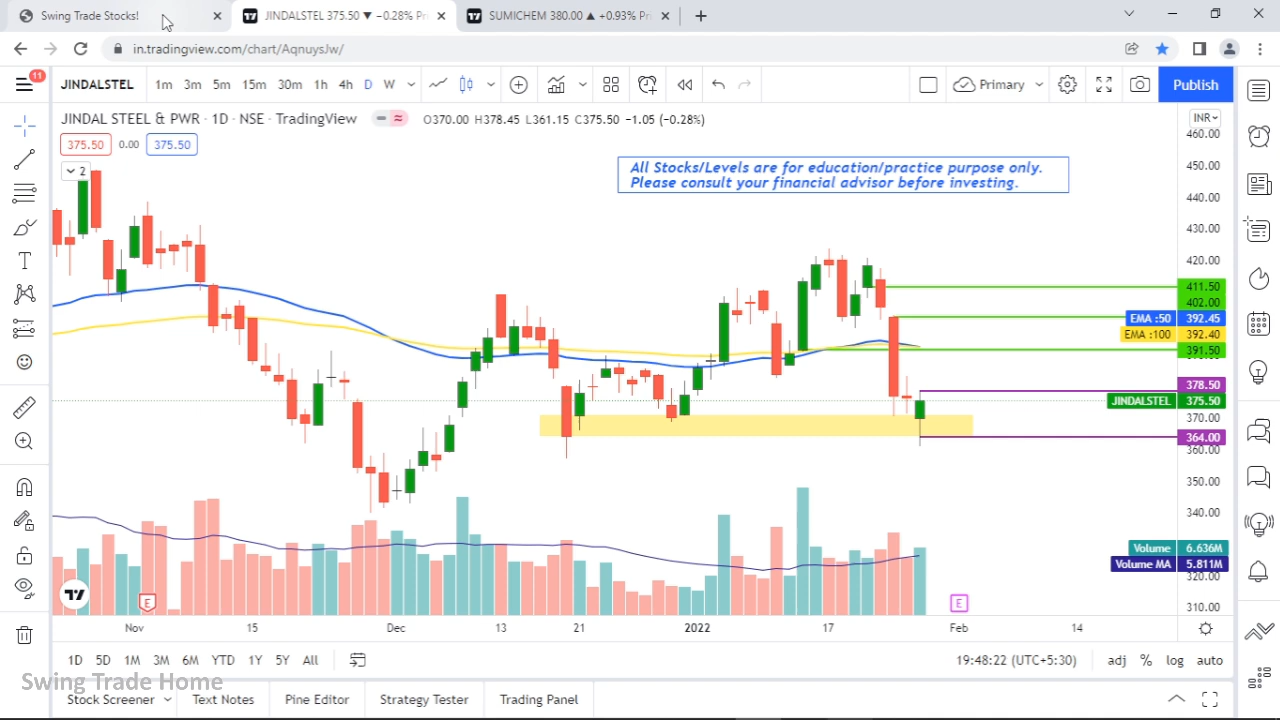 Swing Trade Stocks!
JINDALSTEL 375.50 ▼ −0.28% Pri
SUMICHEM 380.00 ▲ +0.93% Pri
in.tradingview.com/chart/AqnuysJw/
11
JINDALSTEL 1m 3m 5m 15m 30m 1h 4h D W
Primary
Publish
JINDAL STEEL & PWR · 1D · NSE · TradingView
O370.00 H378.45 L361.15 C375.50 −1.05 (−0.28%)
INR
375.50 0.00 375.50
2
All Stocks/Levels are for education/practice purpose only.
Please consult your financial advisor before investing.
460.00
450.00
440.00
430.00
420.00
411.50
402.00
EMA :50 392.45
EMA :100 392.40
391.50
378.50
JINDALSTEL 375.50
370.00
364.00
360.00
350.00
340.00
Volume 6.636M
Volume MA 5.811M
320.00
310.00
E
E
Nov 15 Dec 13 21 2022 17 Feb 14
1D 5D 1M 3M 6M YTD 1Y 5Y All
19:48:22 (UTC+5:30) adj % log auto
Swing Trade Home
Stock Screener Text Notes Pine Editor Strategy Tester Trading Panel